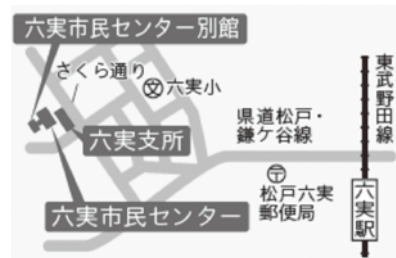 六実市民センター別館
さくら通り
文 六実小
六実支所
六実市民センター
県道松戸・
鎌ケ谷線
〒
松戸六実
郵便局
東武野田線
六実駅